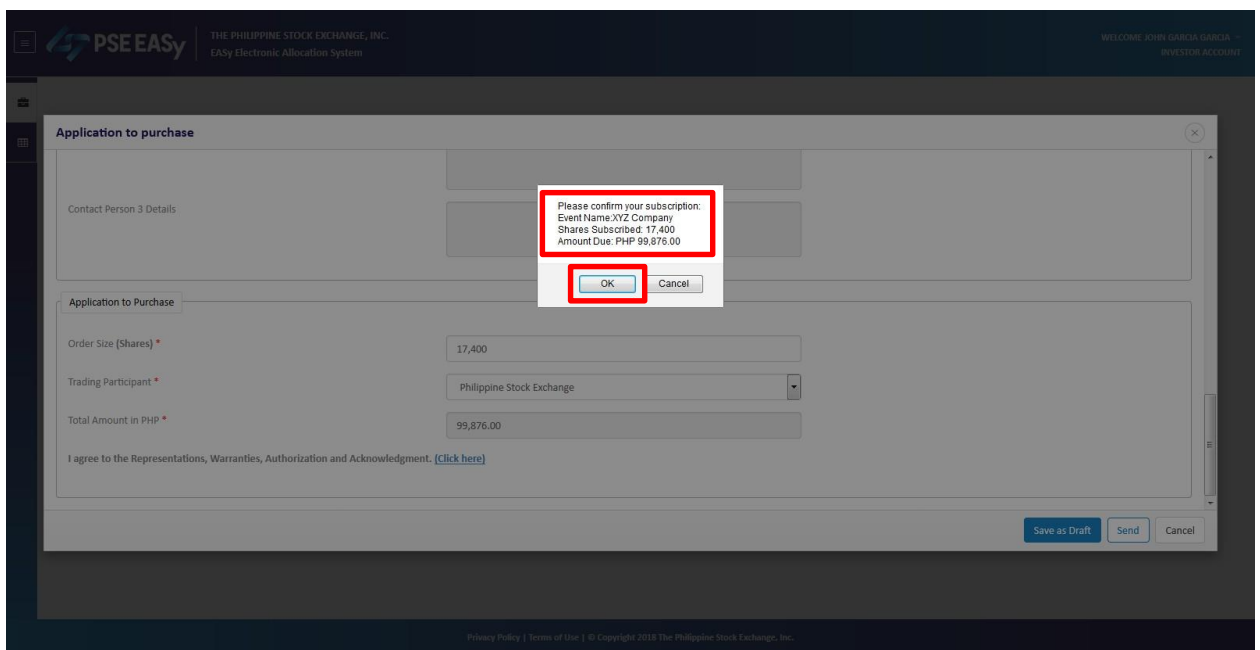 PSE EASy
THE PHILIPPINE STOCK EXCHANGE, INC.
EASy Electronic Allocation System
WELCOME JOHN GARCIA GARCIA
INVESTOR ACCOUNT
Application to purchase
Contact Person 3 Details
Please confirm your subscription:
Event Name:XYZ Company
Shares Subscribed: 17,400
Amount Due: PHP 99,876.00
OK
Cancel
Application to Purchase
Order Size (Shares) *
17,400
Trading Participant *
Philippine Stock Exchange
Total Amount in PHP *
99,876.00
I agree to the Representations, Warranties, Authorization and Acknowledgment. (Click here)
Save as Draft
Send
Cancel
Privacy Policy | Terms of Use | © Copyright 2018 The Philippine Stock Exchange, Inc.